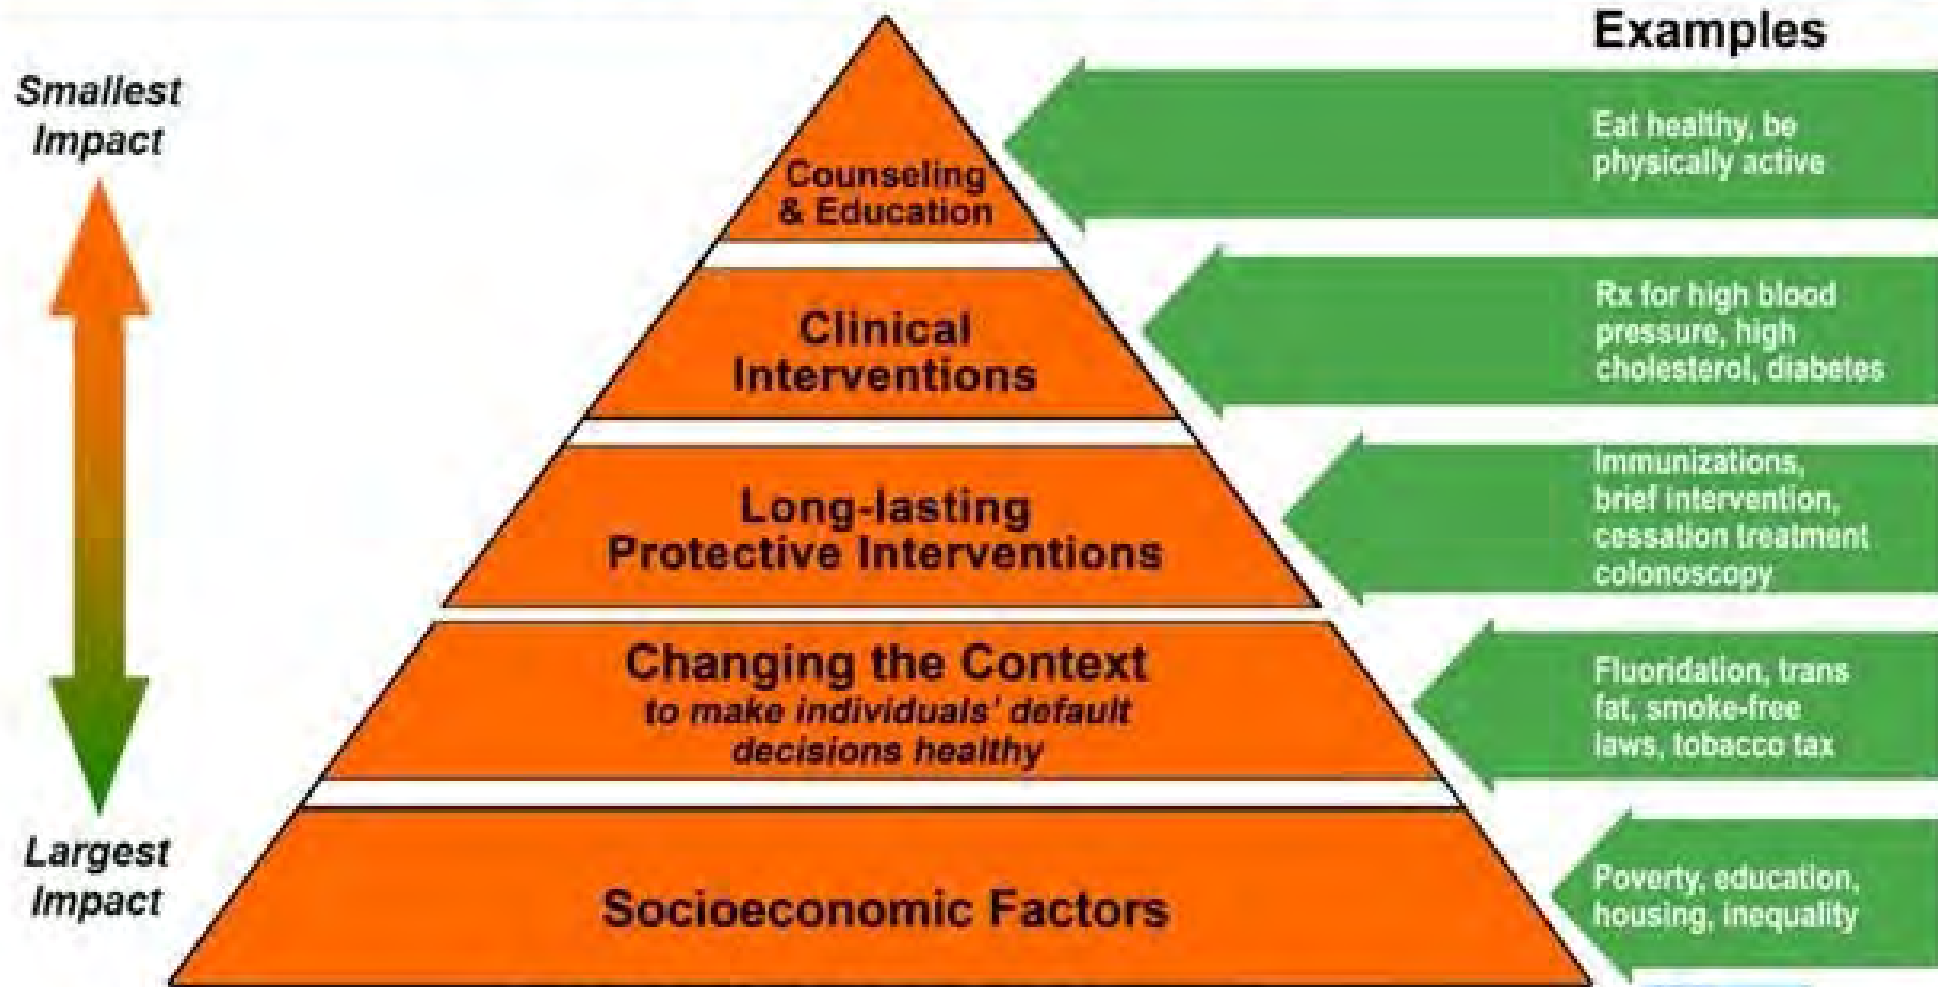 Examples
Smallest
Impact
Counseling
& Education
Eat healthy, be
physically active
Clinical
Interventions
Rx for high blood
pressure, high
cholesterol, diabetes
Long-lasting
Protective Interventions
Immunizations,
brief intervention,
cessation treatment
colonoscopy
Changing the Context
to make individuals' default
decisions healthy
Fluoridation, trans
fat, smoke-free
laws, tobacco tax
Largest
Impact
Socioeconomic Factors
Poverty, education,
housing, inequality